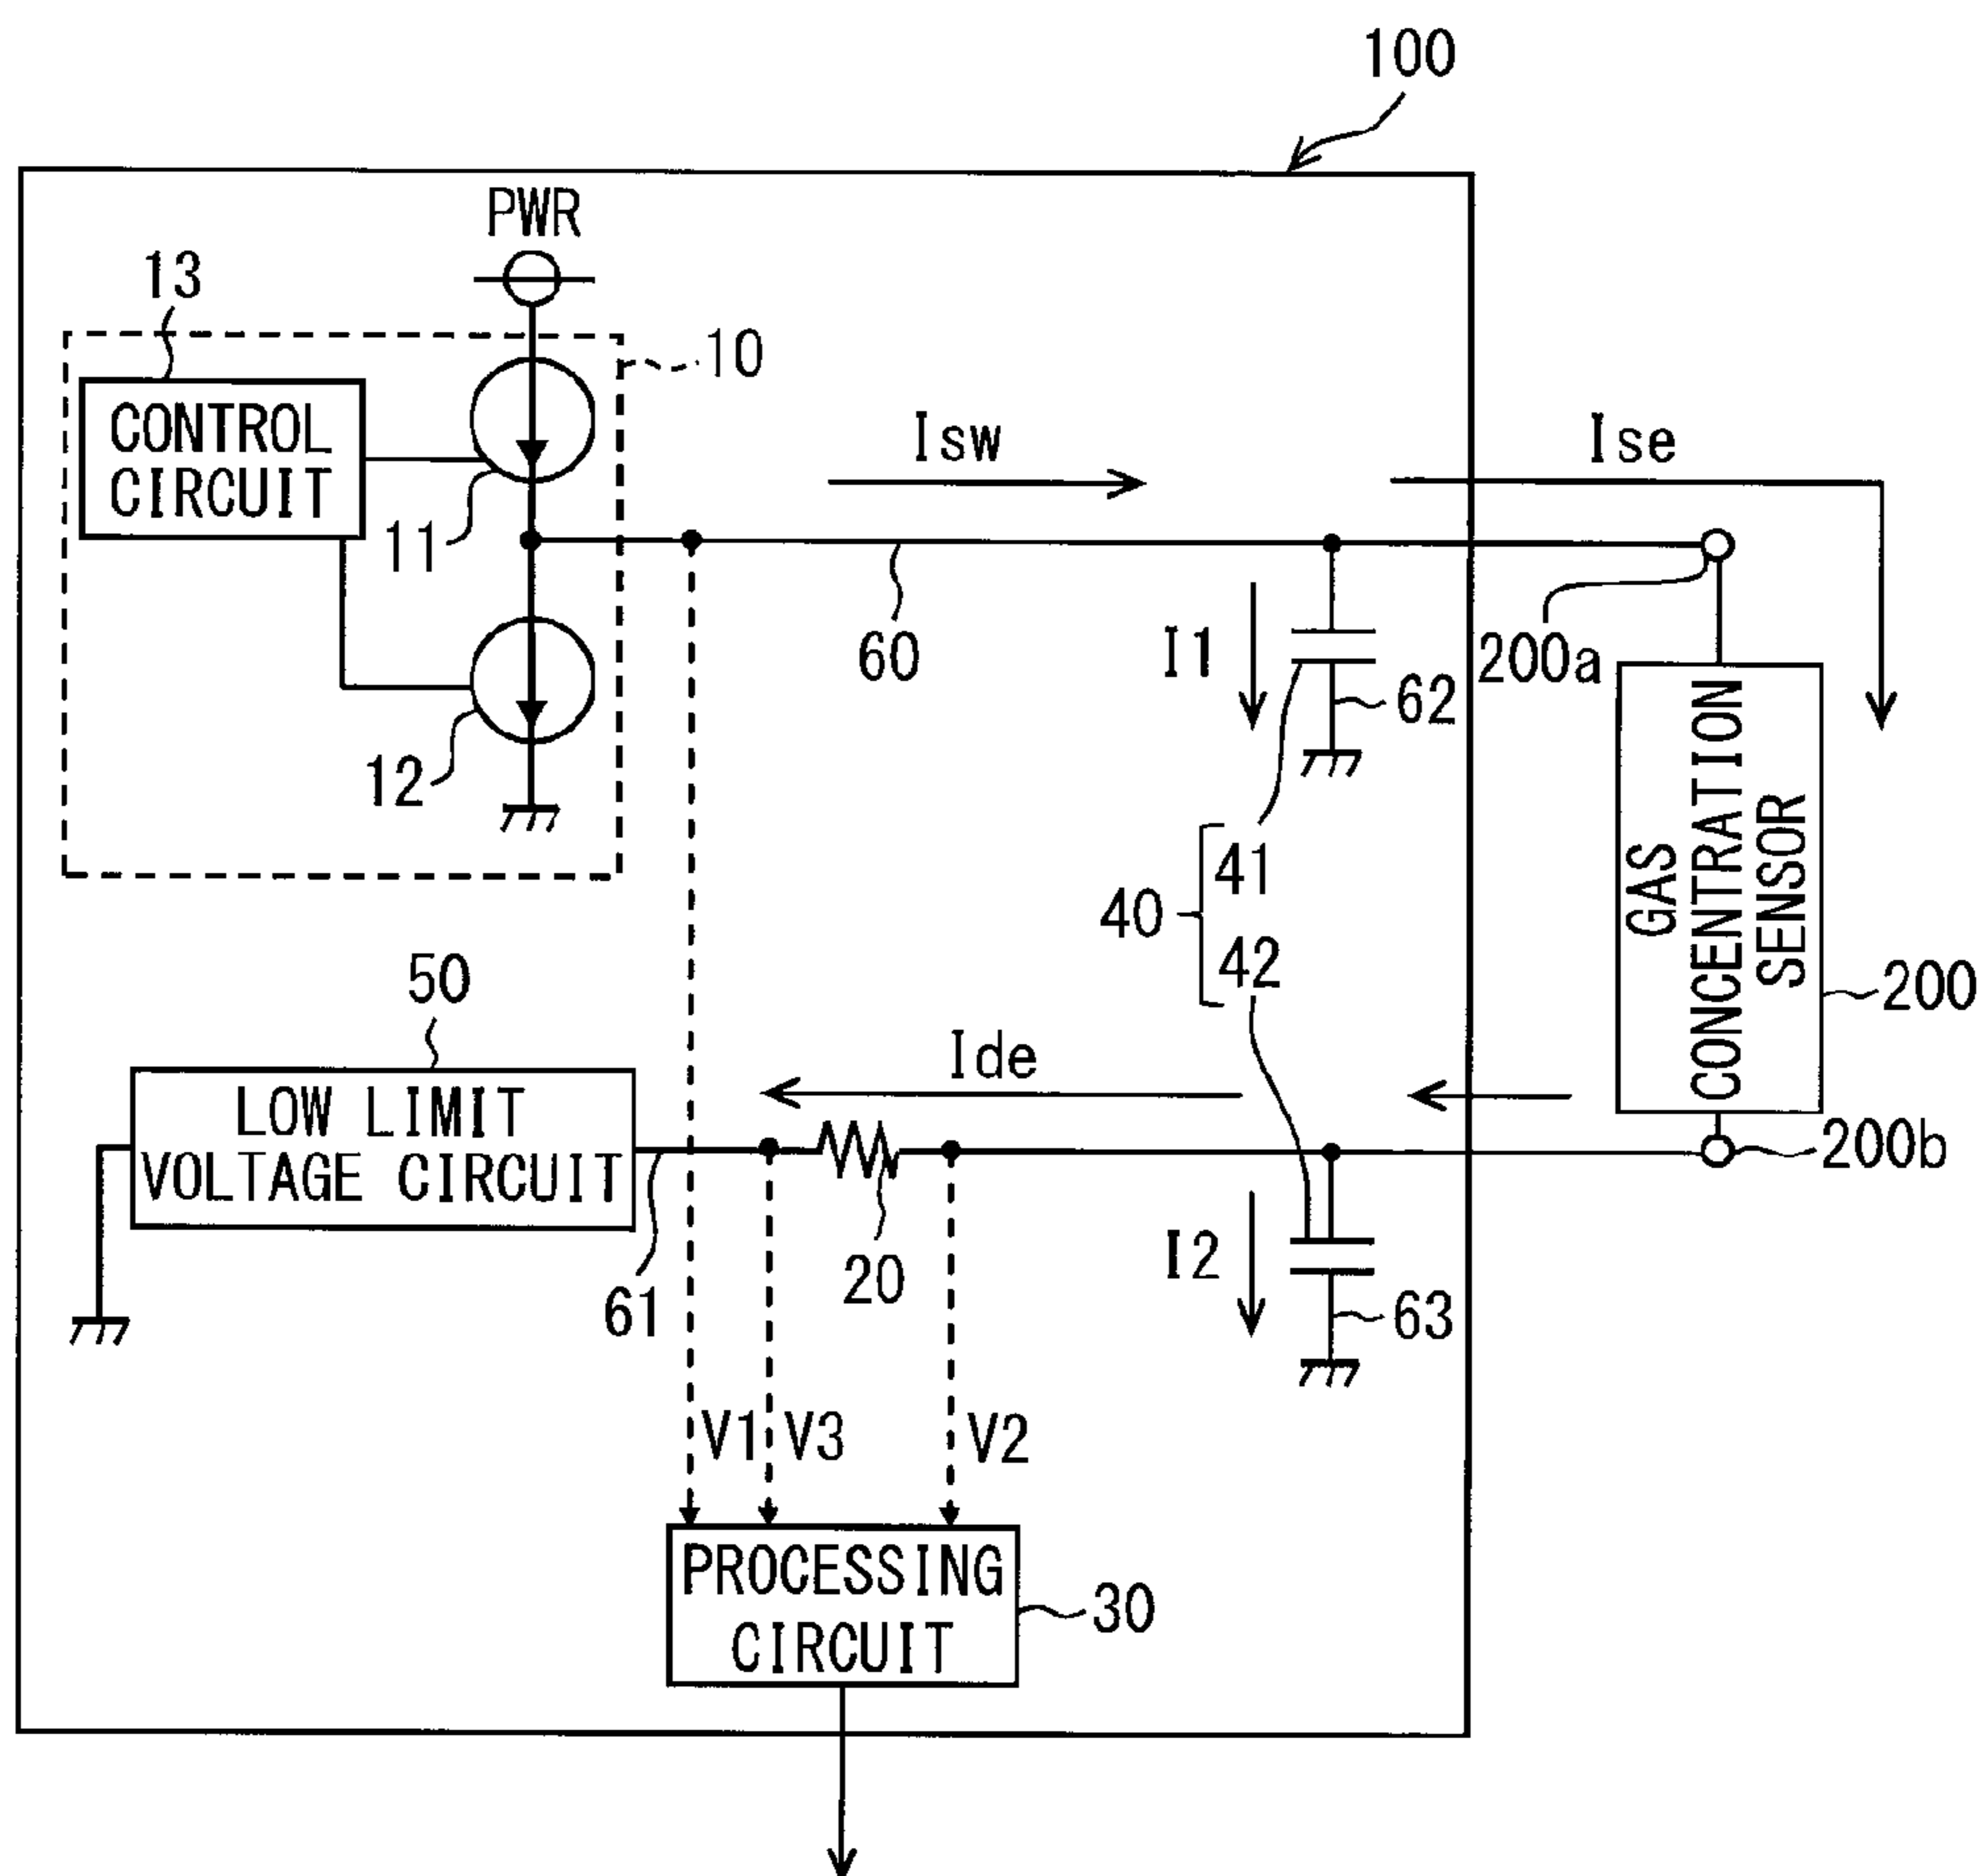 100
PWR
13
10
CONTROL
CIRCUIT
Isw
Ise
11
60
I1
200a
62
12
GAS
CONCENTRATION
SENSOR
41
40
42
50
200
Ide
LOW LIMIT
VOLTAGE CIRCUIT
200b
I2
20
61
63
V1
V3
V2
PROCESSING
CIRCUIT
30